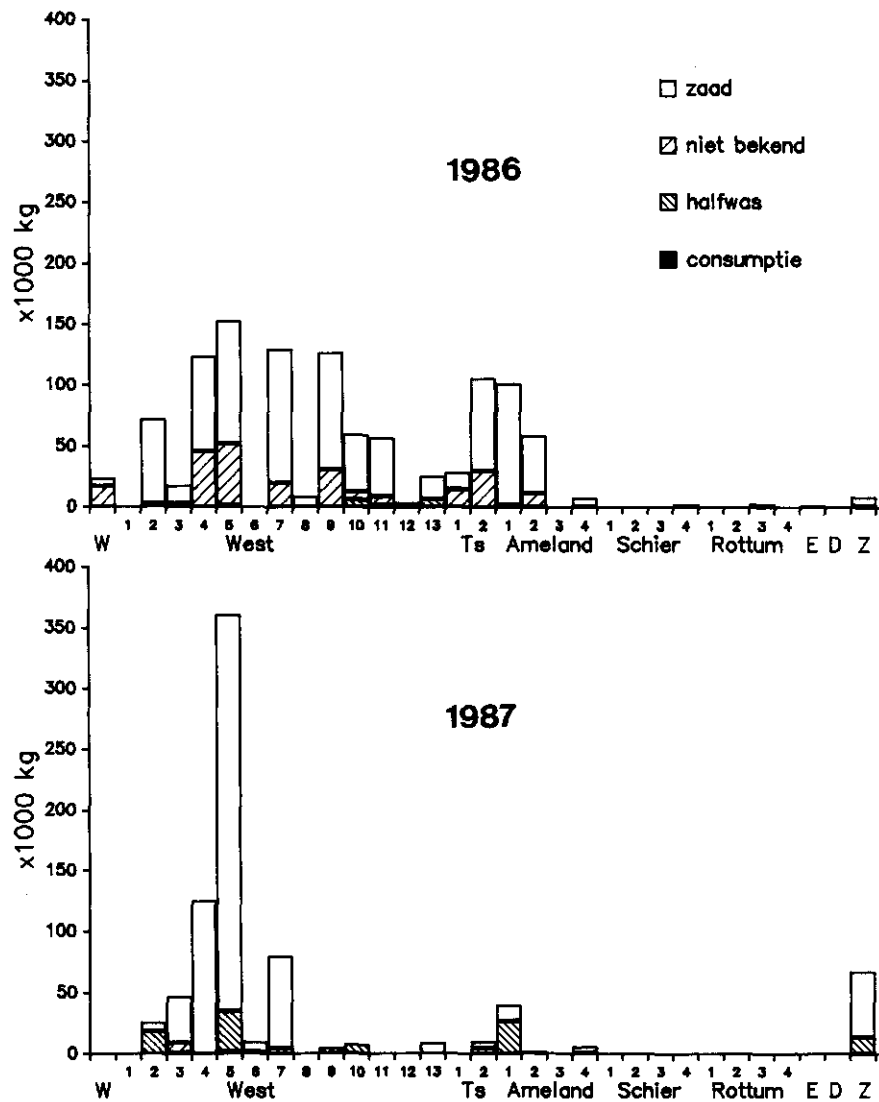 400
350
300
250
200
150
100
50
0
x1000 kg
1986
zaad
niet bekend
halfwas
consumptie
1 2 3 4 5 6 7 8 9 10 11 12 13 1 2 1 2 3 4 1 2 3 4 1 2 3 4
W West Ts Ameland Schier Rottum E D Z
400
350
300
250
200
150
100
50
0
x1000 kg
1987
1 2 3 4 5 6 7 8 9 10 11 12 13 1 2 1 2 3 4 1 2 3 4 1 2 3 4
W West Ts Ameland Schier Rottum E D Z